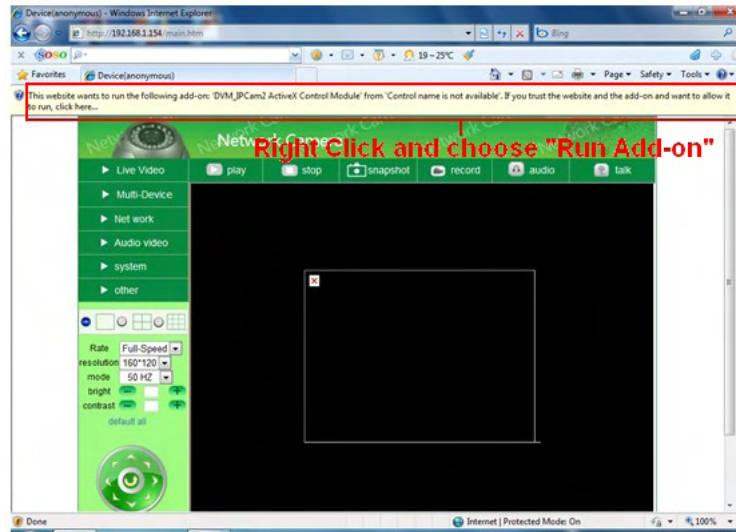 Device(anonymous) - Windows Internet Explorer
http://192.168.1.154/main.htm
Bing
x SOSO
19~25℃
Favorites Device(anonymous)
Page Safety Tools
This website wants to run the following add-on: 'DVM_IPCam2 ActiveX Control Module' from 'Control name is not available'. If you trust the website and the add-on and want to allow it
to run, click here...
Network Camera
Right Click and choose "Run Add-on"
Live Video play stop snapshot record audio talk
Multi-Device
Net work
Audio video
system
other
Rate Full-Speed
resolution 160*120
mode 50 HZ
bright
contrast
default all
Done Internet | Protected Mode: On 100%